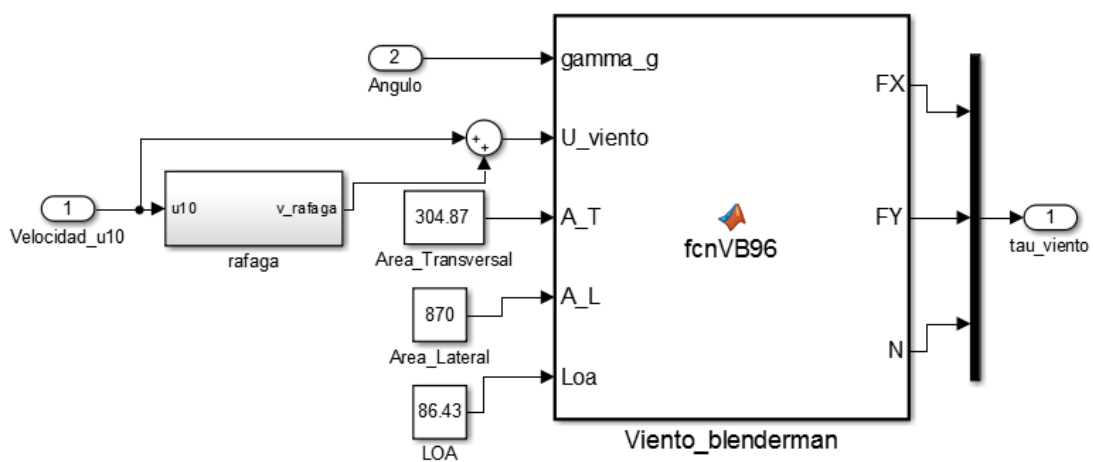 2
Angulo
gamma_g
FX
U_viento
1
Velocidad_u10
u10
v_rafaga
rafaga
304.87
Area_Transversal
A_T
fcnVB96
FY
1
tau_viento
870
Area_Lateral
A_L
N
86.43
LOA
Loa
Viento_blenderman